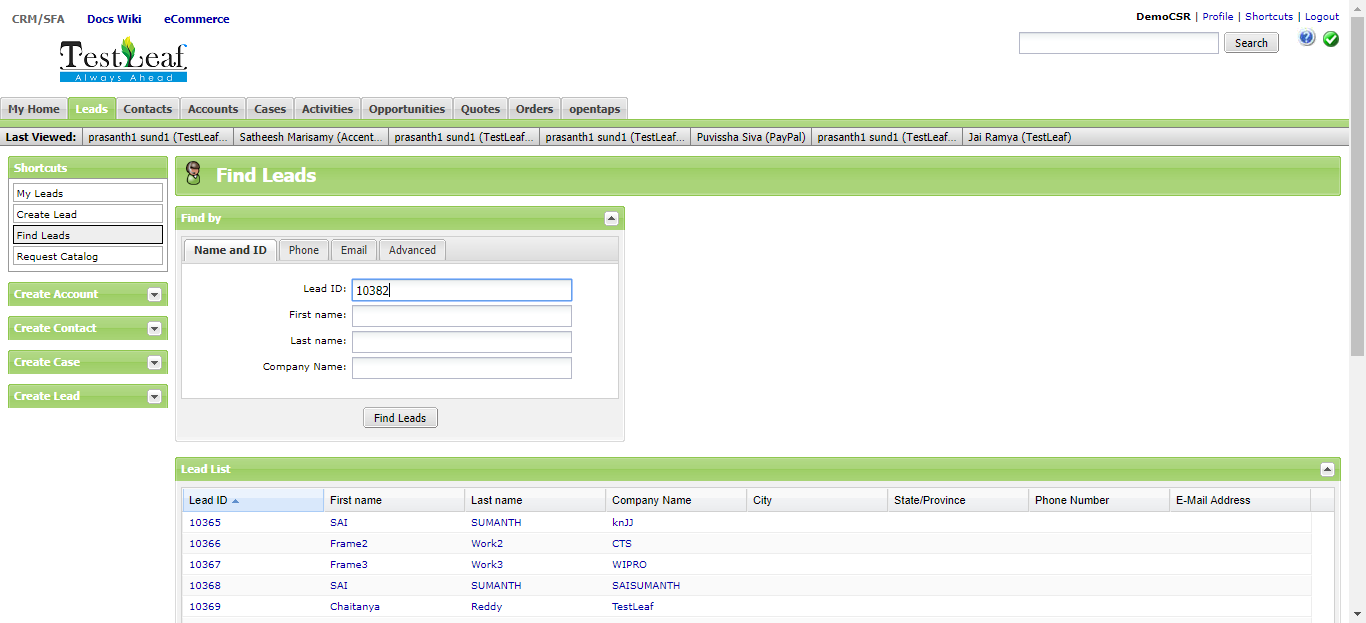 CRM/SFA Docs Wiki eCommerce
DemoCSR | Profile | Shortcuts | Logout
TestLeaf
Always Ahead
Search
?
My Home Leads Contacts Accounts Cases Activities Opportunities Quotes Orders opentaps
Last Viewed: prasanth1 sund1 (TestLeaf... Satheesh Marisamy (Accent... prasanth1 sund1 (TestLeaf... prasanth1 sund1 (TestLeaf... Puvissha Siva (PayPal) prasanth1 sund1 (TestLeaf... Jai Ramya (TestLeaf)
Shortcuts
My Leads
Create Lead
Find Leads
Request Catalog
Create Account
Create Contact
Create Case
Create Lead
Find Leads
Find by
Name and ID Phone Email Advanced
Lead ID: 10382
First name:
Last name:
Company Name:
Find Leads
Lead List
Lead ID First name Last name Company Name City State/Province Phone Number E-Mail Address
10365 SAI SUMANTH knJJ
10366 Frame2 Work2 CTS
10367 Frame3 Work3 WIPRO
10368 SAI SUMANTH SAISUMANTH
10369 Chaitanya Reddy TestLeaf